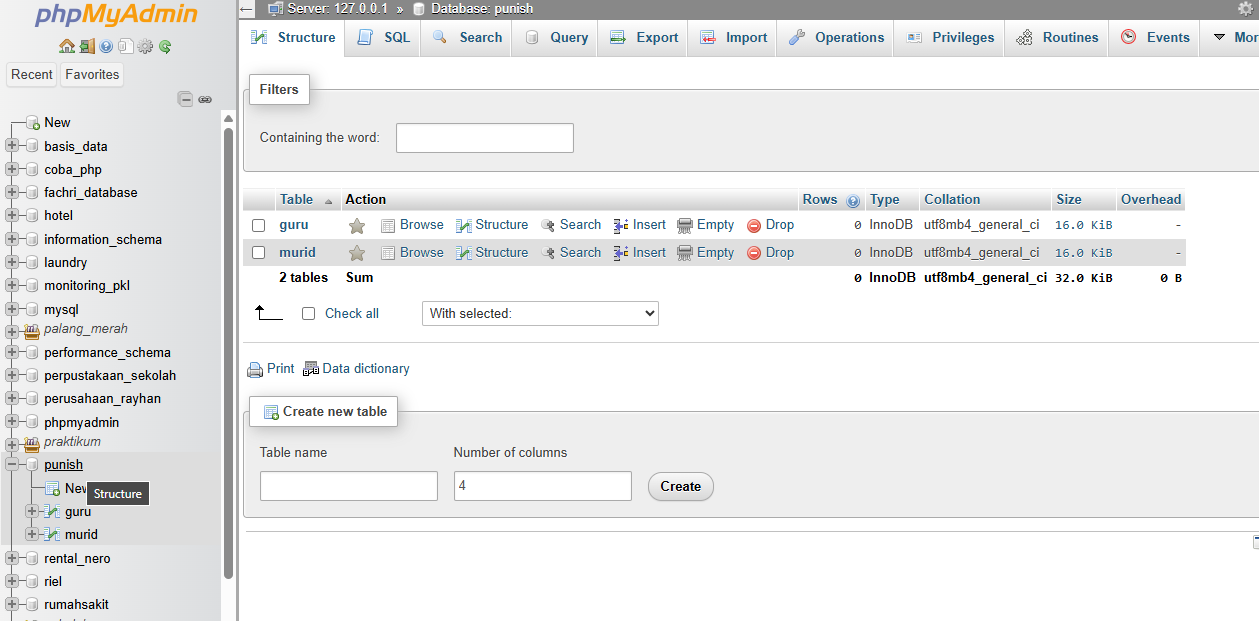 phpMyAdmin
Recent Favorites
New
basis_data
coba_php
fachri_database
hotel
information_schema
laundry
monitoring_pkl
mysql
palang_merah
performance_schema
perpustakaan_sekolah
perusahaan_rayhan
phpmyadmin
praktikum
punish
New
Structure
guru
murid
rental_nero
riel
rumahsakit
Server: 127.0.0.1 » Database: punish
Structure SQL Search Query Export Import Operations Privileges Routines Events Mor
Filters
Containing the word:
Table Action Rows Type Collation Size Overhead
guru Browse Structure Search Insert Empty Drop 0 InnoDB utf8mb4_general_ci 16.0 KiB -
murid Browse Structure Search Insert Empty Drop 0 InnoDB utf8mb4_general_ci 16.0 KiB -
2 tables Sum 0 InnoDB utf8mb4_general_ci 32.0 KiB 0 B
Check all With selected:
Print Data dictionary
Create new table
Table name Number of columns
4 Create